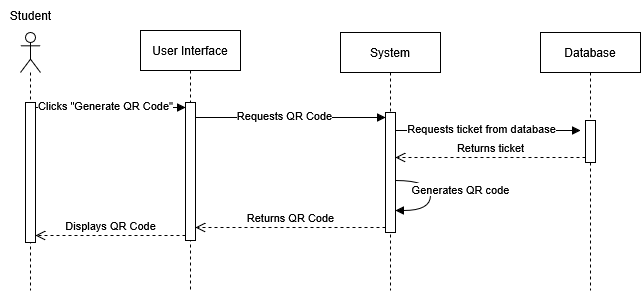 Student
User Interface
System
Database
Clicks "Generate QR Code"
Requests QR Code
Requests ticket from database
Returns ticket
Generates QR code
Returns QR Code
Displays QR Code